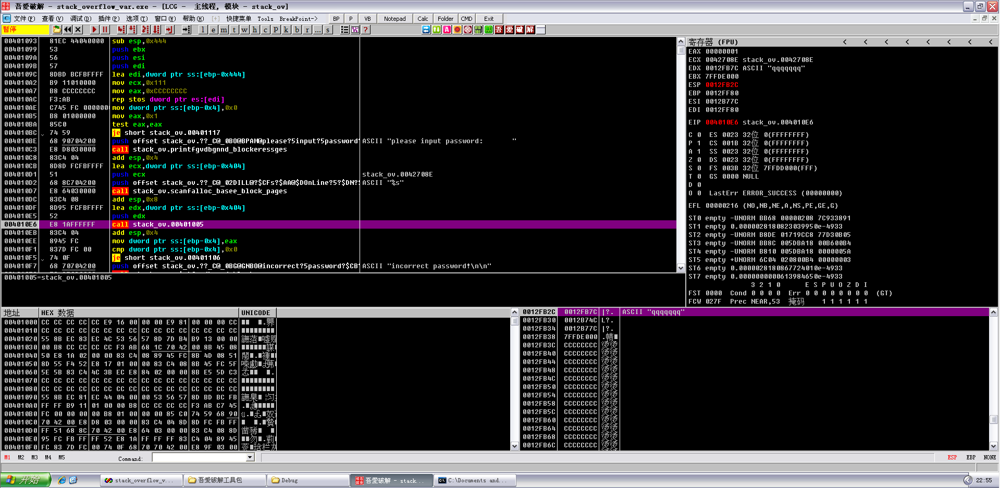 吾爱破解 - stack_overflow_var.exe - [LCG -  主线程, 模块 - stack_ov]
文件(F) 查看(V) 调试(D) 插件(P) 选项(T) 窗口(W) 帮助(H) [+] 快捷菜单 Tools BreakPoint-> BP P VB Notepad Calc Folder CMD Exit
暂停 l e m t w h c p k b r ... s ? 吾 爱 破 解
00401093 81EC 44040000 sub esp,0x444
00401099 53 push ebx
0040109A 56 push esi
0040109B 57 push edi
0040109C 8DBD BCFBFFFF lea edi,dword ptr ss:[ebp-0x444]
004010A2 B9 11010000 mov ecx,0x111
004010A7 B8 CCCCCCCC mov eax,0xCCCCCCCC
004010AC F3:AB rep stos dword ptr es:[edi]
004010AE C745 FC 0000000 mov dword ptr ss:[ebp-0x4],0x0
004010B5 B8 01000000 mov eax,0x1
004010BA 85C0 test eax,eax
004010BC 74 59 je short stack_ov.00401117
004010BE 68 90704200 push offset stack_ov.??_C@_0BO@BPAM@please?5input?5password? ASCII "please input password:       "
004010C3 E8 D8030000 call stack_ov.printfgvdbgnnd_blockeressges
004010C8 83C4 04 add esp,0x4
004010CB 8D8D FCFBFFFF lea ecx,dword ptr ss:[ebp-0x404]
004010D1 51 push ecx stack_ov.0042708E
004010D2 68 8C704200 push offset stack_ov.??_C@_02DILL@?$CFs?$AA@$DOnLine?5?$DN?$ ASCII "%s"
004010D7 E8 64030000 call stack_ov.scanfalloc_basee_block_pages
004010DC 83C4 08 add esp,0x8
004010DF 8D95 FCFBFFFF lea edx,dword ptr ss:[ebp-0x404]
004010E5 52 push edx
004010E6 E8 1AFFFFFF call stack_ov.00401005
004010EB 83C4 04 add esp,0x4
004010EE 8945 FC mov dword ptr ss:[ebp-0x4],eax
004010F1 837D FC 00 cmp dword ptr ss:[ebp-0x4],0x0
004010F5 74 0F je short stack_ov.00401106
004010F7 68 70704200 push offset stack_ov.??_C@_0BG@GNBO@incorrect?5password?$CB? ASCII "incorrect password!\n\n"
00401005=stack_ov.00401005
寄存器 (FPU) < < < < < < < <
EAX 00000001
ECX 0042708E stack_ov.0042708E
EDX 0012FB7C ASCII "qqqqqqq"
EBX 7FFDE000
ESP 0012FB2C
EBP 0012FF80
ESI 0012B77C
EDI 0012FF80
EIP 004010E6 stack_ov.004010E6
C 0 ES 0023 32位 0(FFFFFFFF)
P 1 CS 001B 32位 0(FFFFFFFF)
A 1 SS 0023 32位 0(FFFFFFFF)
Z 0 DS 0023 32位 0(FFFFFFFF)
S 0 FS 003B 32位 7FFDD000(FFF)
T 0 GS 0000 NULL
D 0
O 0 LastErr ERROR_SUCCESS (00000000)
EFL 00000216 (NO,NB,NE,A,NS,PE,GE,G)
ST0 empty -UNORM BB68 00000208 7C933891
ST1 empty 0.0000028180823039950e-4933
ST2 empty -UNORM B8DE 01719CC8 77D30B05
ST3 empty -UNORM BB8C 005DBA18 00B600B4
ST4 empty -UNORM B810 005DBA18 0000005A
ST5 empty +UNORM 6C04 020800B4 00000003
ST6 empty 0.0000028180867724010e-4933
ST7 empty 0.0000000000613984650e-4933
3 2 1 0 E S P U O Z D I
FST 0000 Cond 0 0 0 0 Err 0 0 0 0 0 0 0 0 (GT)
FCW 027F Prec NEAR,53 掩码 1 1 1 1 1 1
地址 HEX 数据 UNICODE
00401000 CC CC CC CC CC E9 16 00 00 00 E9 81 00 00 00 CC
00401010 CC CC CC CC CC CC CC CC CC CC CC CC CC CC CC CC
00401020 55 8B EC 83 EC 4C 53 56 57 8D 7D B4 B9 13 00 00
00401030 00 B8 CC CC CC CC F3 AB 68 1C 70 42 00 8B 45 08
00401040 50 E8 1A 02 00 00 83 C4 08 89 45 FC 8B 4D 08 51
00401050 8D 55 F4 52 E8 17 01 00 00 83 C4 08 8B 45 FC 5F
00401060 5E 5B 83 C4 4C 3B EC E8 84 02 00 00 8B E5 5D C3
00401070 CC CC CC CC CC CC CC CC CC CC CC CC CC CC CC CC
00401080 CC CC CC CC CC CC CC CC CC CC CC CC CC CC CC CC
00401090 55 8B EC 81 EC 44 04 00 00 53 56 57 8D BD BC FB
004010A0 FF FF B9 11 01 00 00 B8 CC CC CC CC F3 AB C7 45
004010B0 FC 00 00 00 00 B8 01 00 00 00 85 C0 74 59 68 90
004010C0 70 42 00 E8 D8 03 00 00 83 C4 04 8D 8D FC FB FF
004010D0 FF 51 68 8C 70 42 00 E8 64 03 00 00 83 C4 08 8D
004010E0 95 FC FB FF FF 52 E8 1A FF FF FF 83 C4 04 89 45
004010F0 FC 83 7D FC 00 74 0F 68 70 70 42 00 E8 9F 03 00
0012FB2C 0012FB7C |?. ASCII "qqqqqqq"
0012FB30 0012B74C L?.
0012FB34 0012B77C |?.
0012FB38 7FFDE000
0012FB3C CCCCCCCC 烫烫
0012FB40 CCCCCCCC 烫烫
0012FB44 CCCCCCCC 烫烫
0012FB48 CCCCCCCC 烫烫
0012FB4C CCCCCCCC 烫烫
0012FB50 CCCCCCCC 烫烫
0012FB54 CCCCCCCC 烫烫
0012FB58 CCCCCCCC 烫烫
0012FB5C CCCCCCCC 烫烫
0012FB60 CCCCCCCC 烫烫
0012FB64 CCCCCCCC 烫烫
0012FB68 CCCCCCCC 烫烫
0012FB6C CCCCCCCC 烫烫
M1 M2 M3 M4 M5 Command: ESP EBP NONE
开始 stack_overflow_v... 吾爱破解工具包 Debug 吾爱破解 - stack... C:\Documents and... 22:55